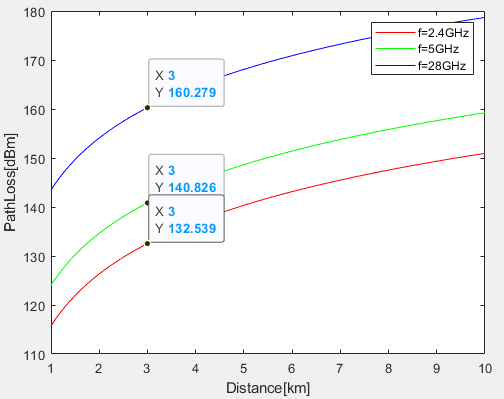 180
170
160
150
140
130
120
110
PathLoss[dBm]
f=2.4GHz
f=5GHz
f=28GHz
X 3
Y 160.279
X 3
Y 140.826
X 3
Y 132.539
1 2 3 4 5 6 7 8 9 10
Distance[km]